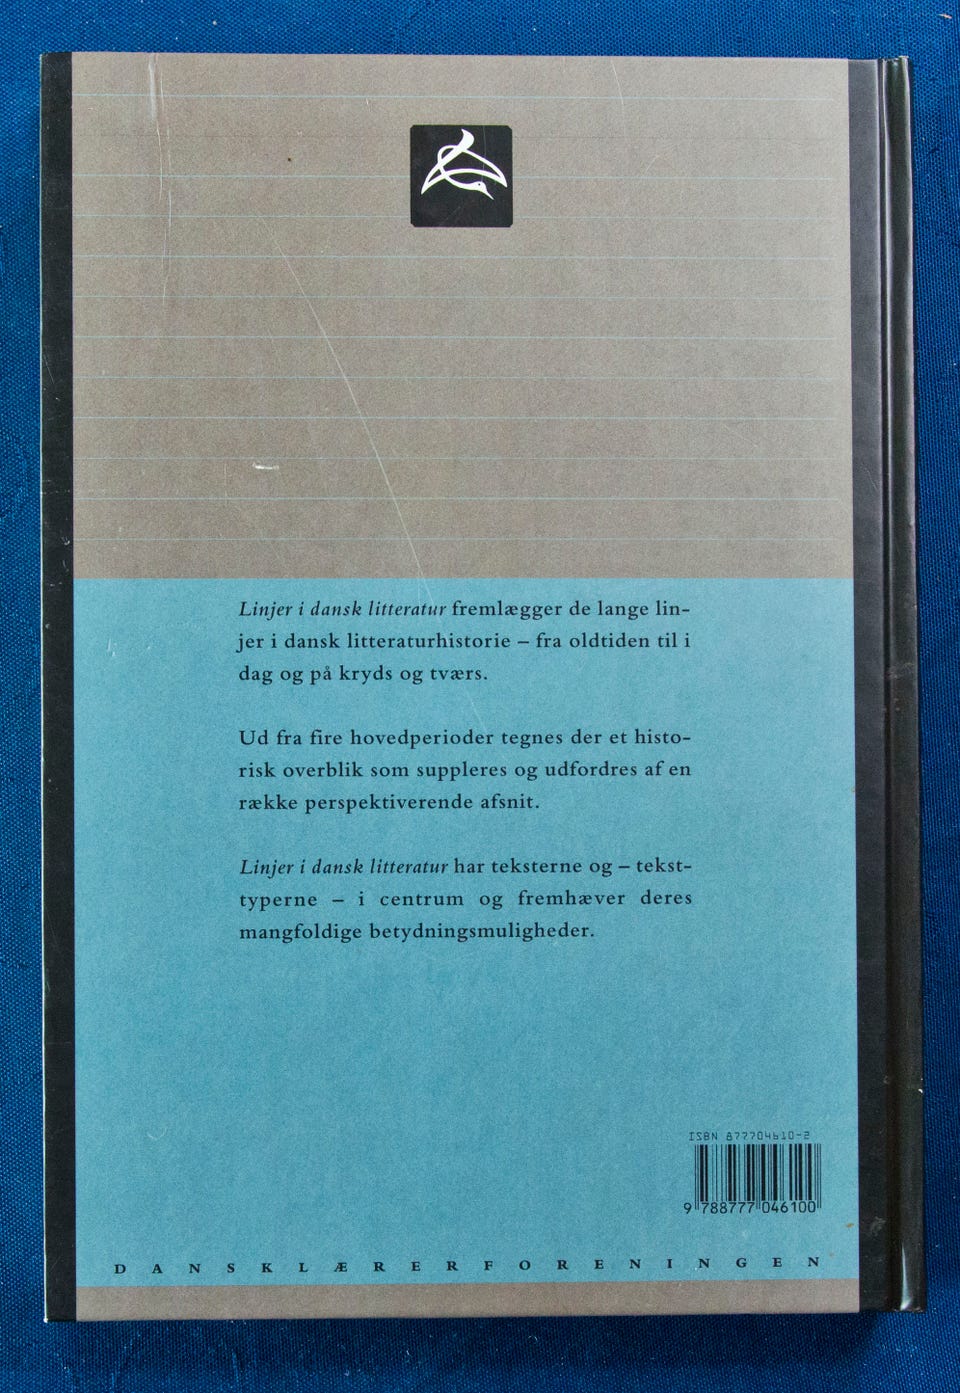 Linjer i dansk litteratur fremlægger de lange lin-
jer i dansk litteraturhistorie – fra oldtiden til i
dag og på kryds og tværs.
Ud fra fire hovedperioder tegnes der et histo-
risk overblik som suppleres og udfordres af en
række perspektiverende afsnit.
Linjer i dansk litteratur har teksterne og – tekst-
typerne – i centrum og fremhæver deres
mangfoldige betydningsmuligheder.
ISBN 877704610-2
9 788777 046100
DANSKLÆRERFORENINGEN